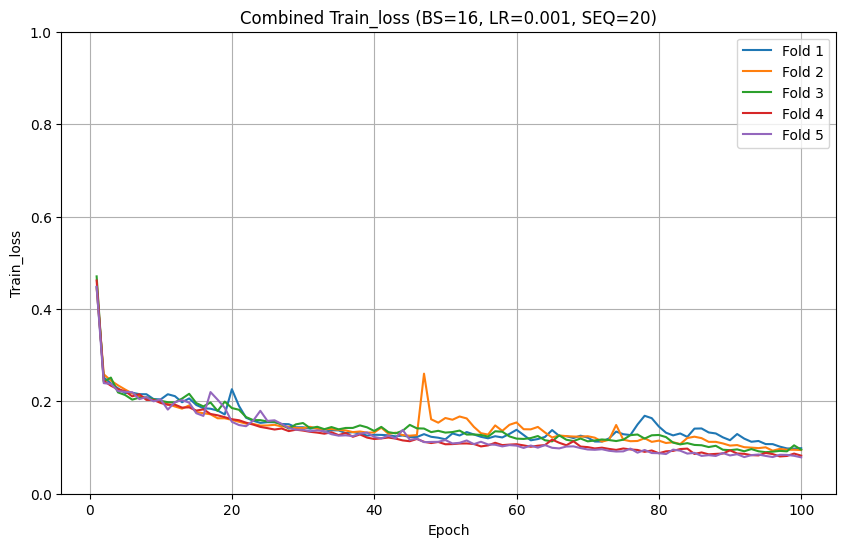 Combined Train_loss (BS=16, LR=0.001, SEQ=20)
1.0
0.8
0.6
0.4
0.2
0.0
Train_loss
0
20
40
60
80
100
Epoch
Fold 1
Fold 2
Fold 3
Fold 4
Fold 5